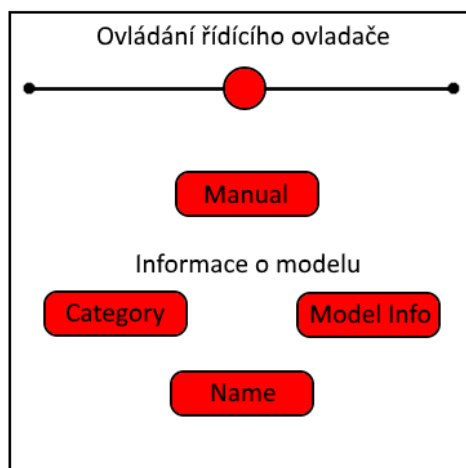 Ovládání řídícího ovladače
Manual
Informace o modelu
Category
Model Info
Name